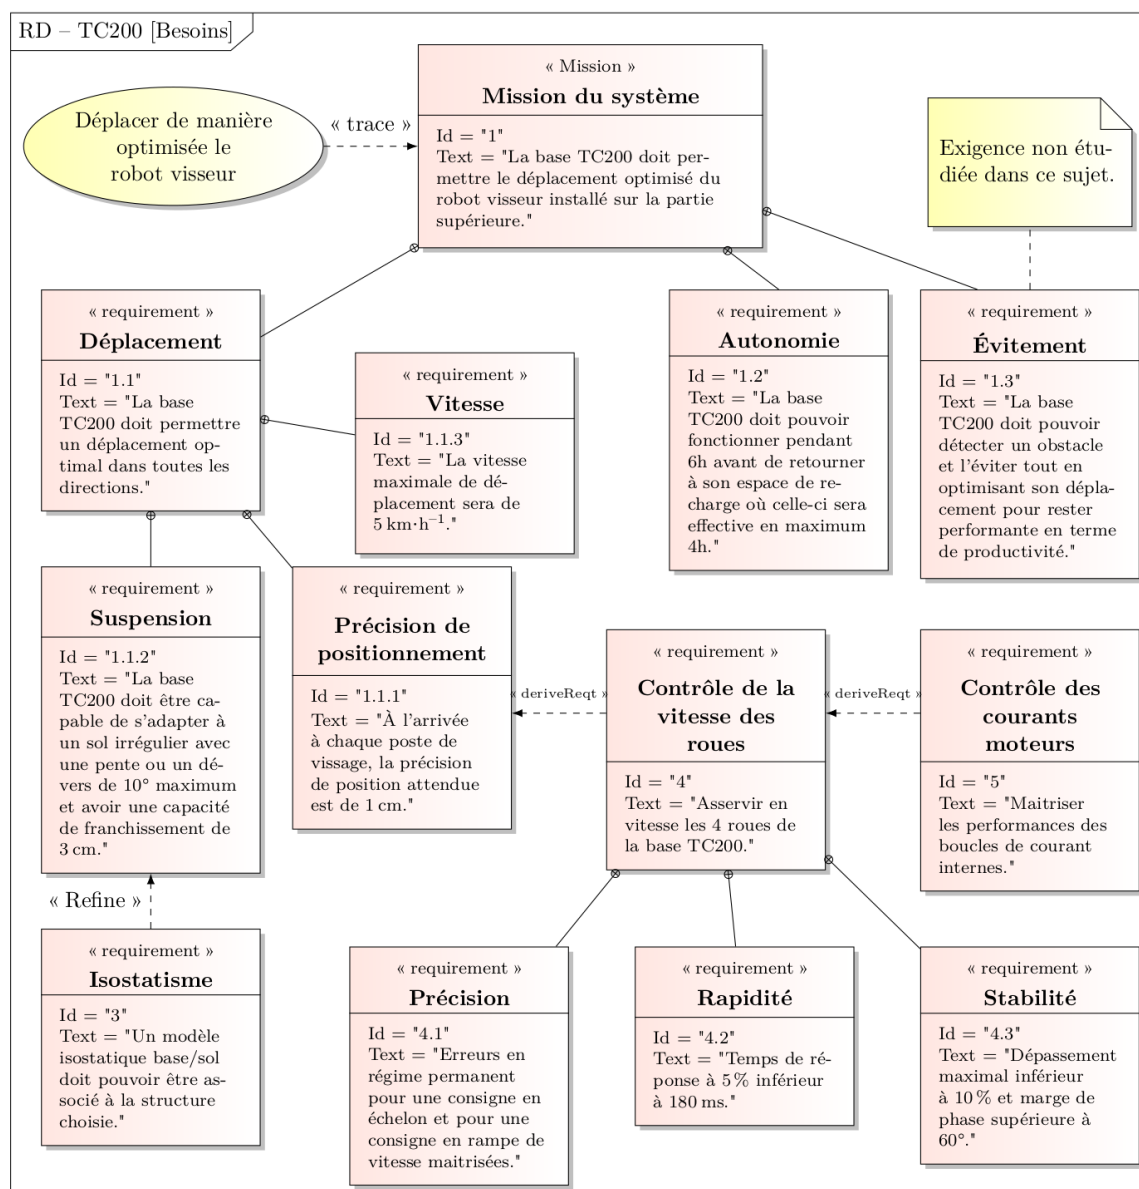 RD – TC200 [Besoins]
Déplacer de manière
optimisée le
robot visseur
« trace »
« Mission »
Mission du système
Id = "1"
Text = "La base TC200 doit per-
mettre le déplacement optimisé du
robot visseur installé sur la partie
supérieure."
Exigence non étu-
diée dans ce sujet.
« requirement »
Déplacement
Id = "1.1"
Text = "La base
TC200 doit permettre
un déplacement op-
timal dans toutes les
directions."
« requirement »
Vitesse
Id = "1.1.3"
Text = "La vitesse
maximale de dé-
placement sera de
5 km·h⁻¹."
« requirement »
Autonomie
Id = "1.2"
Text = "La base
TC200 doit pouvoir
fonctionner pendant
6h avant de retourner
à son espace de re-
charge où celle-ci sera
effective en maximum
4h."
« requirement »
Évitement
Id = "1.3"
Text = "La base
TC200 doit pouvoir
détecter un obstacle
et l'éviter tout en
optimisant son dépla-
cement pour rester
performante en terme
de productivité."
« requirement »
Suspension
Id = "1.1.2"
Text = "La base
TC200 doit être ca-
pable de s'adapter à
un sol irrégulier avec
une pente ou un dé-
vers de 10° maximum
et avoir une capacité
de franchissement de
3 cm."
« requirement »
Précision de
positionnement
Id = "1.1.1"
Text = "À l'arrivée
à chaque poste de
vissage, la précision
de position attendue
est de 1 cm."
« deriveReqt »
« requirement »
Contrôle de la
vitesse des
roues
Id = "4"
Text = "Asservir en
vitesse les 4 roues de
la base TC200."
« deriveReqt »
« requirement »
Contrôle des
courants
moteurs
Id = "5"
Text = "Maitriser
les performances des
boucles de courant
internes."
« Refine »
« requirement »
Isostatisme
Id = "3"
Text = "Un modèle
isostatique base/sol
doit pouvoir être as-
socié à la structure
choisie."
« requirement »
Précision
Id = "4.1"
Text = "Erreurs en
régime permanent
pour une consigne en
échelon et pour une
consigne en rampe de
vitesse maitrisées."
« requirement »
Rapidité
Id = "4.2"
Text = "Temps de ré-
ponse à 5 % inférieur
à 180 ms."
« requirement »
Stabilité
Id = "4.3"
Text = "Dépassement
maximal inférieur
à 10 % et marge de
phase supérieure à
60°."